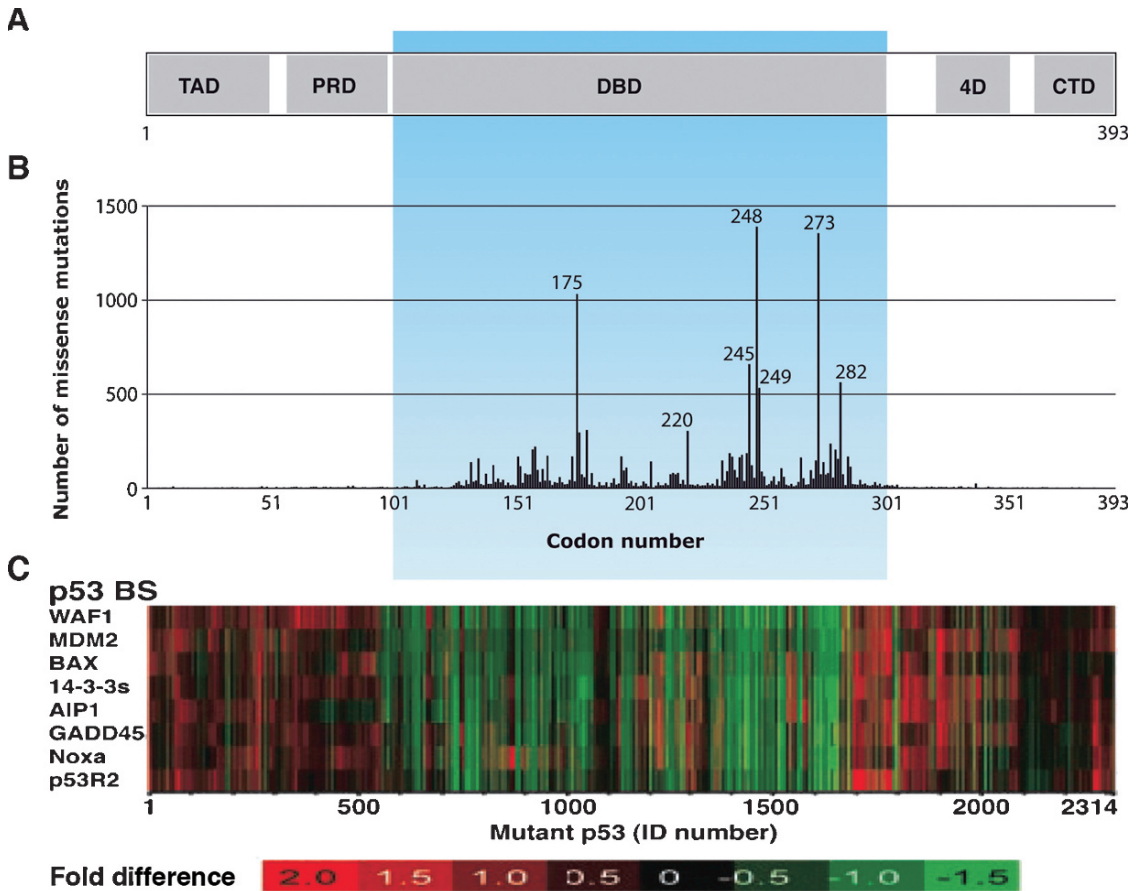 A
TAD PRD DBD 4D CTD
1 393
B
Number of missense mutations
1500
1000
500
0
175
220
245
248
249
273
282
1 51 101 151 201 251 301 351 393
Codon number
C
p53 BS
WAF1
MDM2
BAX
14-3-3s
AIP1
GADD45
Noxa
p53R2
1 500 1000 1500 2000 2314
Mutant p53 (ID number)
Fold difference 2.0 1.5 1.0 0.5 0 -0.5 -1.0 -1.5